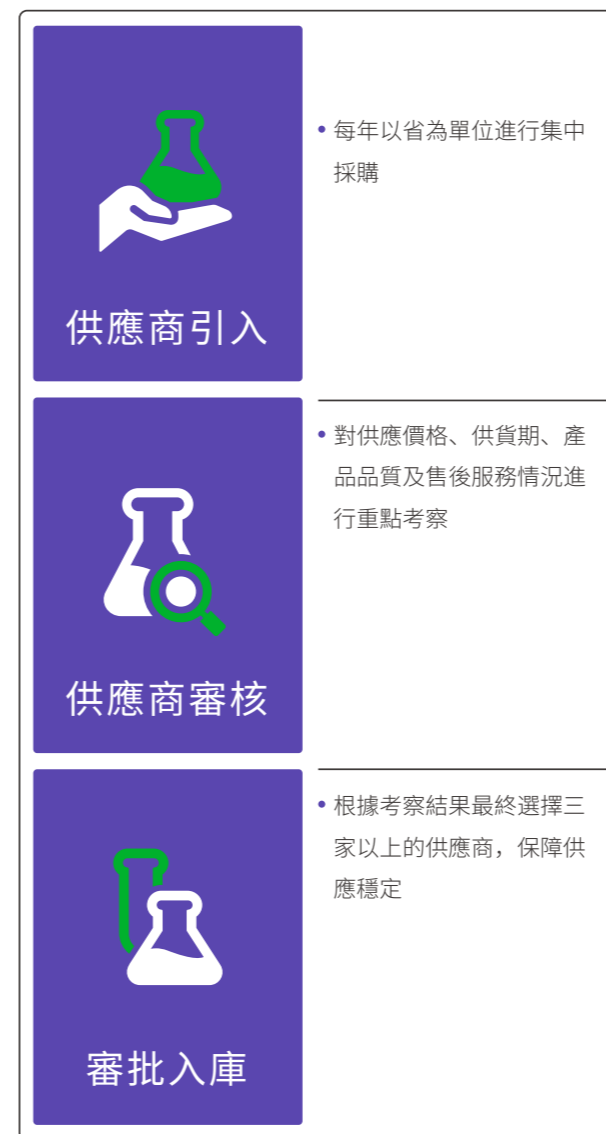 供應商引入
•每年以省為單位進行集中
採購
供應商審核
•對供應價格、供貨期、產
品品質及售後服務情況進
行重點考察
審批入庫
•根據考察結果最終選擇三
家以上的供應商，保障供
應穩定